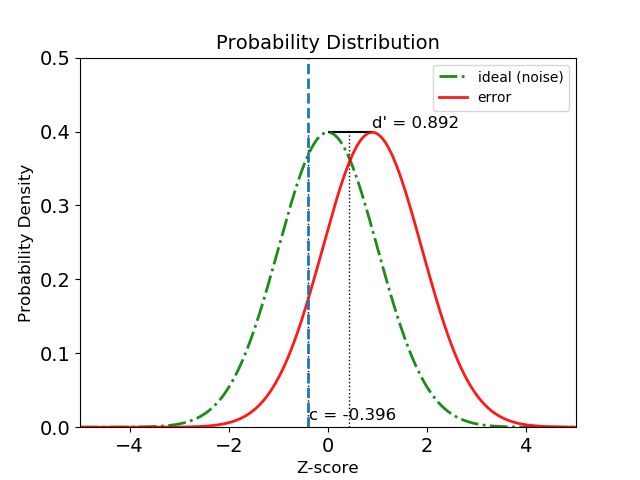 Probability Distribution
ideal (noise)
error
d' = 0.892
c = -0.396
Probability Density
0.5
0.4
0.3
0.2
0.1
0.0
−4
−2
0
2
4
Z-score